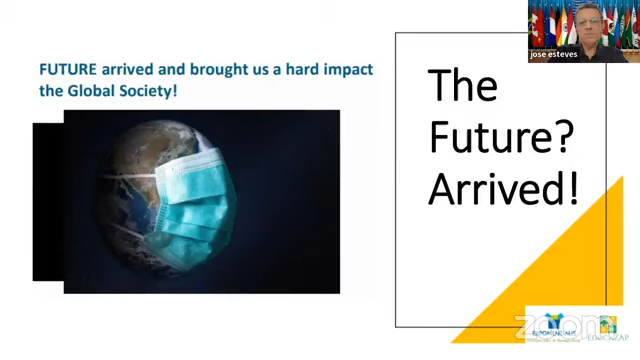 FUTURE arrived and brought us a hard impact
the Global Society!
The
Future?
Arrived!
jose esteves
zoom